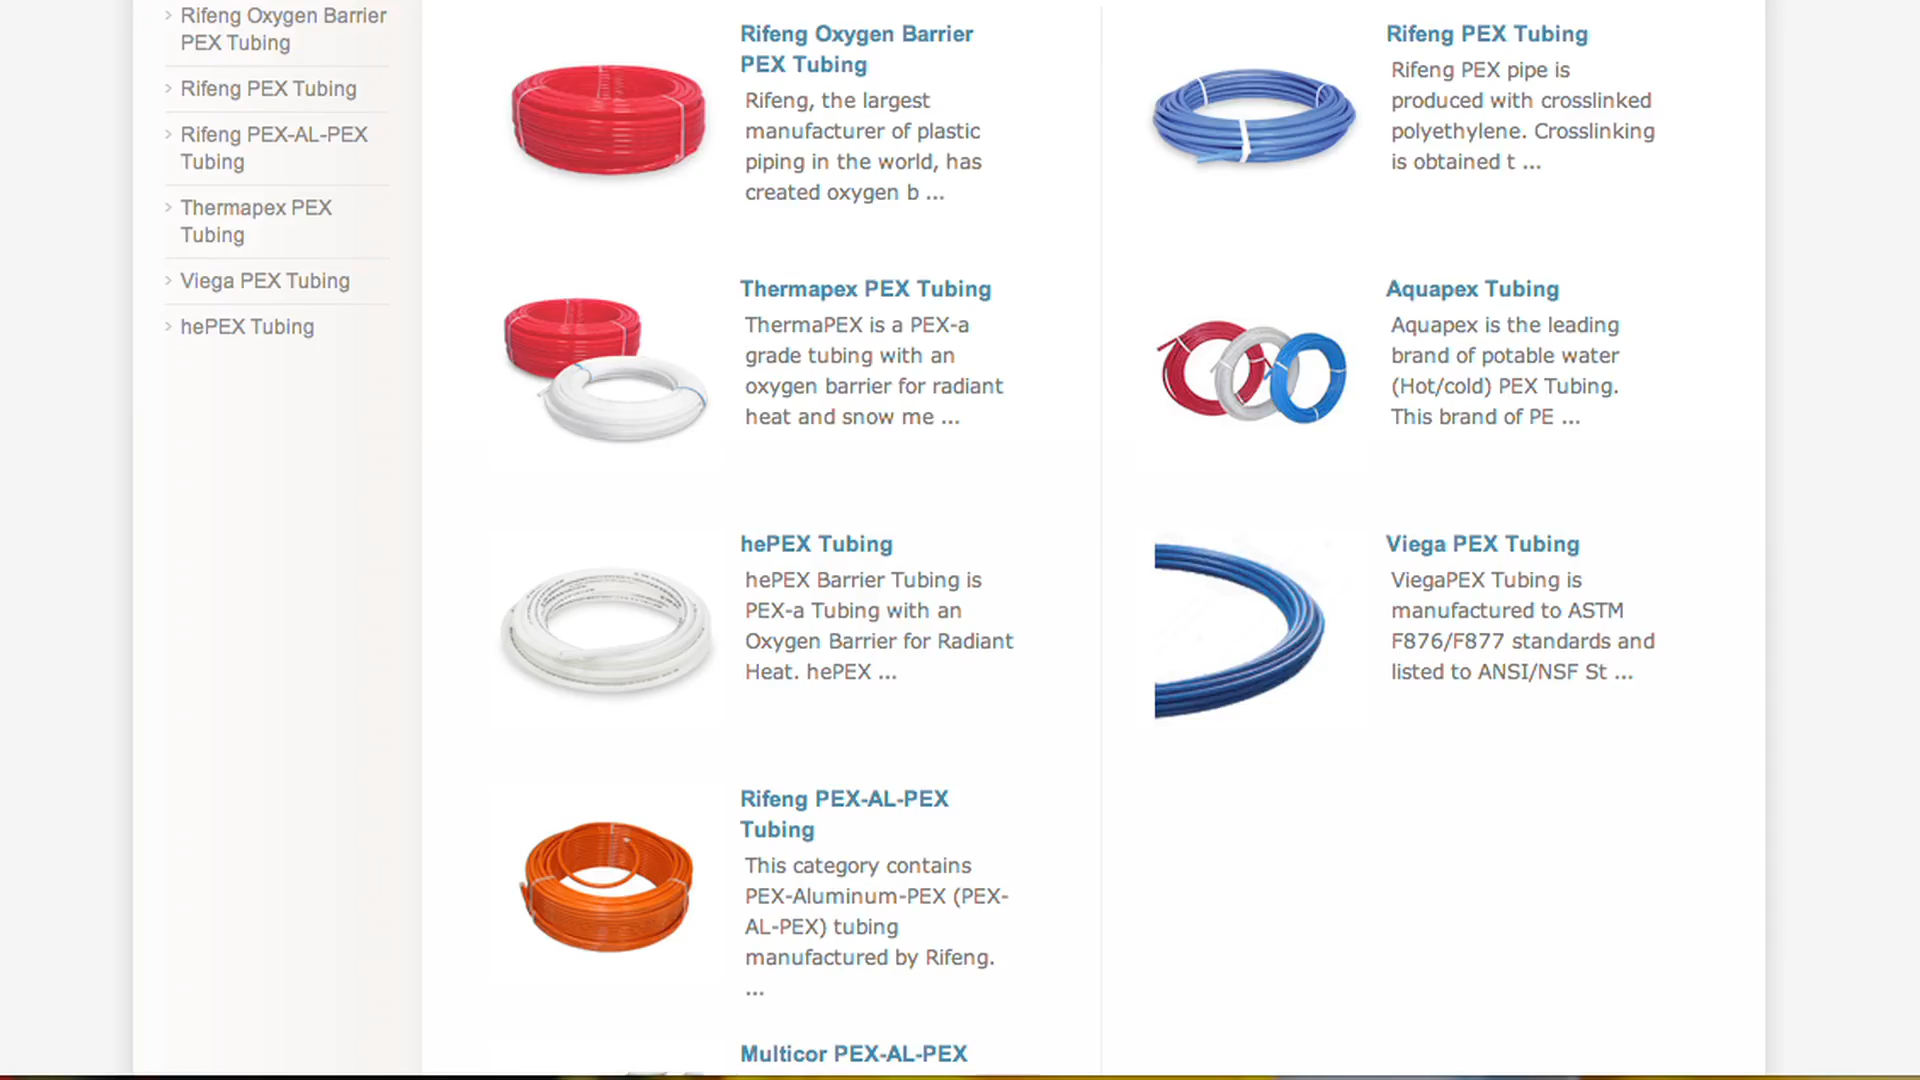 Rifeng Oxygen Barrier
PEX Tubing
Rifeng PEX Tubing
Rifeng PEX-AL-PEX
Tubing
Thermapex PEX
Tubing
Viega PEX Tubing
hePEX Tubing
Rifeng Oxygen Barrier
PEX Tubing
Rifeng, the largest
manufacturer of plastic
piping in the world, has
created oxygen b ...
Rifeng PEX Tubing
Rifeng PEX pipe is
produced with crosslinked
polyethylene. Crosslinking
is obtained t ...
Thermapex PEX Tubing
ThermaPEX is a PEX-a
grade tubing with an
oxygen barrier for radiant
heat and snow me ...
Aquapex Tubing
Aquapex is the leading
brand of potable water
(Hot/cold) PEX Tubing.
This brand of PE ...
hePEX Tubing
hePEX Barrier Tubing is
PEX-a Tubing with an
Oxygen Barrier for Radiant
Heat. hePEX ...
Viega PEX Tubing
ViegaPEX Tubing is
manufactured to ASTM
F876/F877 standards and
listed to ANSI/NSF St ...
Rifeng PEX-AL-PEX
Tubing
This category contains
PEX-Aluminum-PEX (PEX-
AL-PEX) tubing
manufactured by Rifeng.
...
Multicor PEX-AL-PEX